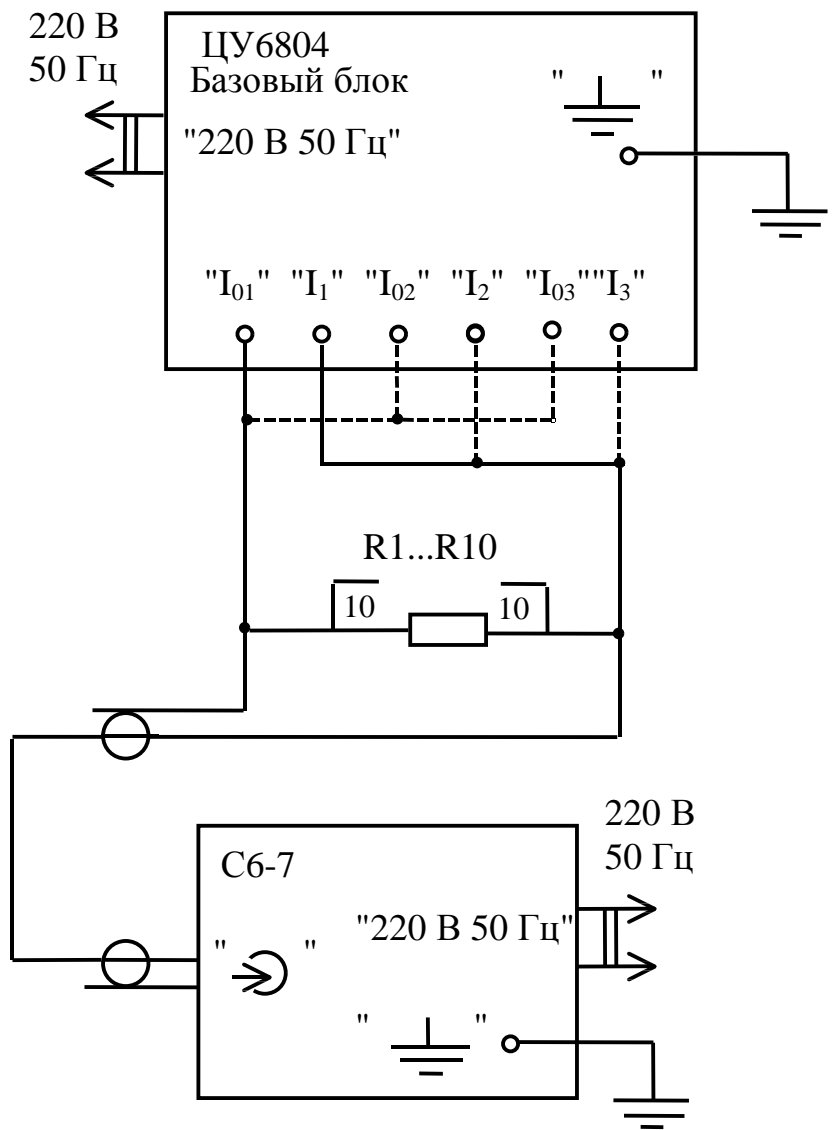 220 В
50 Гц
ЦУ6804
Базовый блок
" "
"220 В 50 Гц"
"I₀₁" "I₁" "I₀₂" "I₂" "I₀₃" "I₃"
R1...R10
10 10
220 В
50 Гц
С6-7
"220 В 50 Гц"
" "
" "